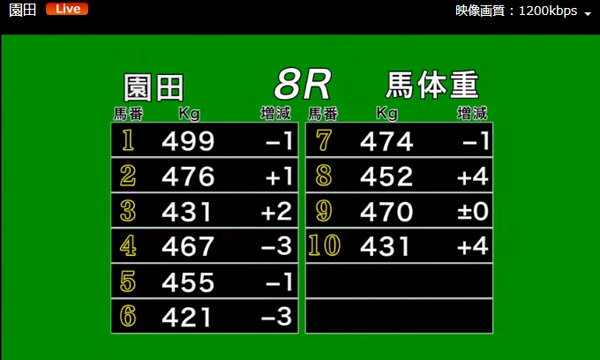 園田 Live 映像画質：1200kbps
園田 8R 馬体重
馬番 Kg 増減 馬番 Kg 増減
1 499 -1 7 474 -1
2 476 +1 8 452 +4
3 431 +2 9 470 ±0
4 467 -3 10 431 +4
5 455 -1
6 421 -3